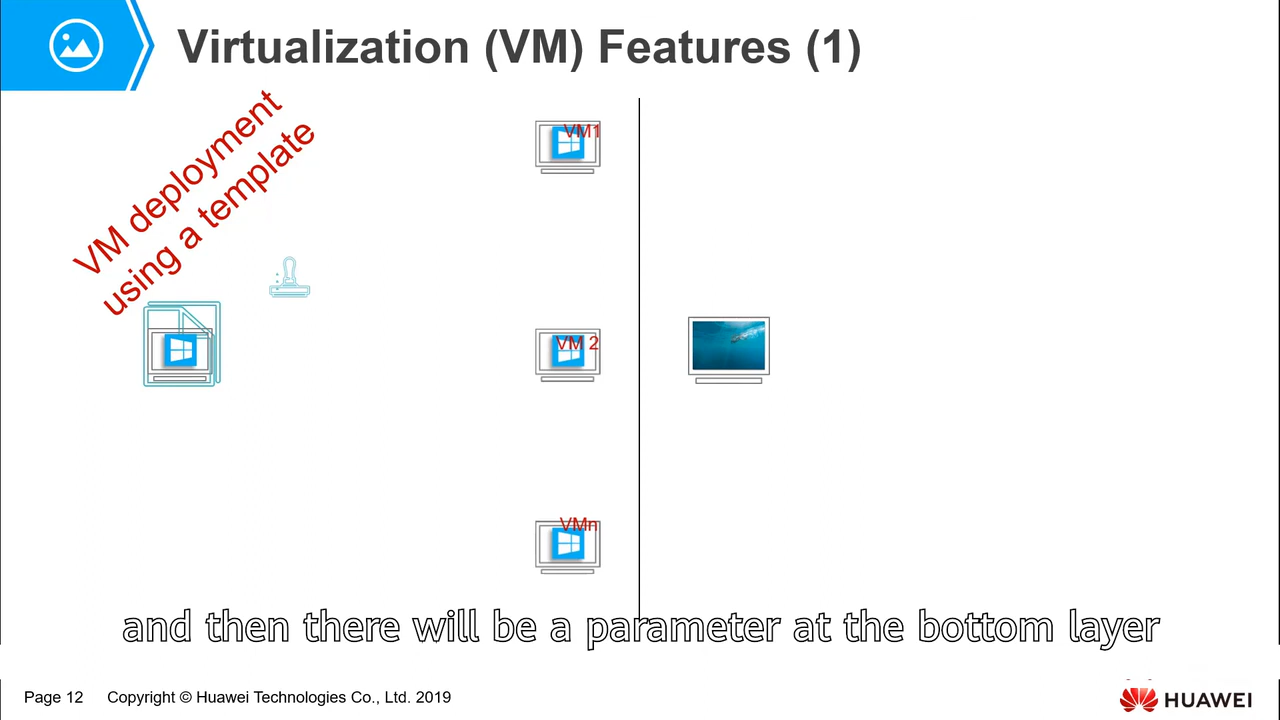 Virtualization (VM) Features (1)
VM deployment
using a template
VM1
VM 2
VMn
and then there will be a parameter at the bottom layer
Page 12
Copyright © Huawei Technologies Co., Ltd. 2019
HUAWEI